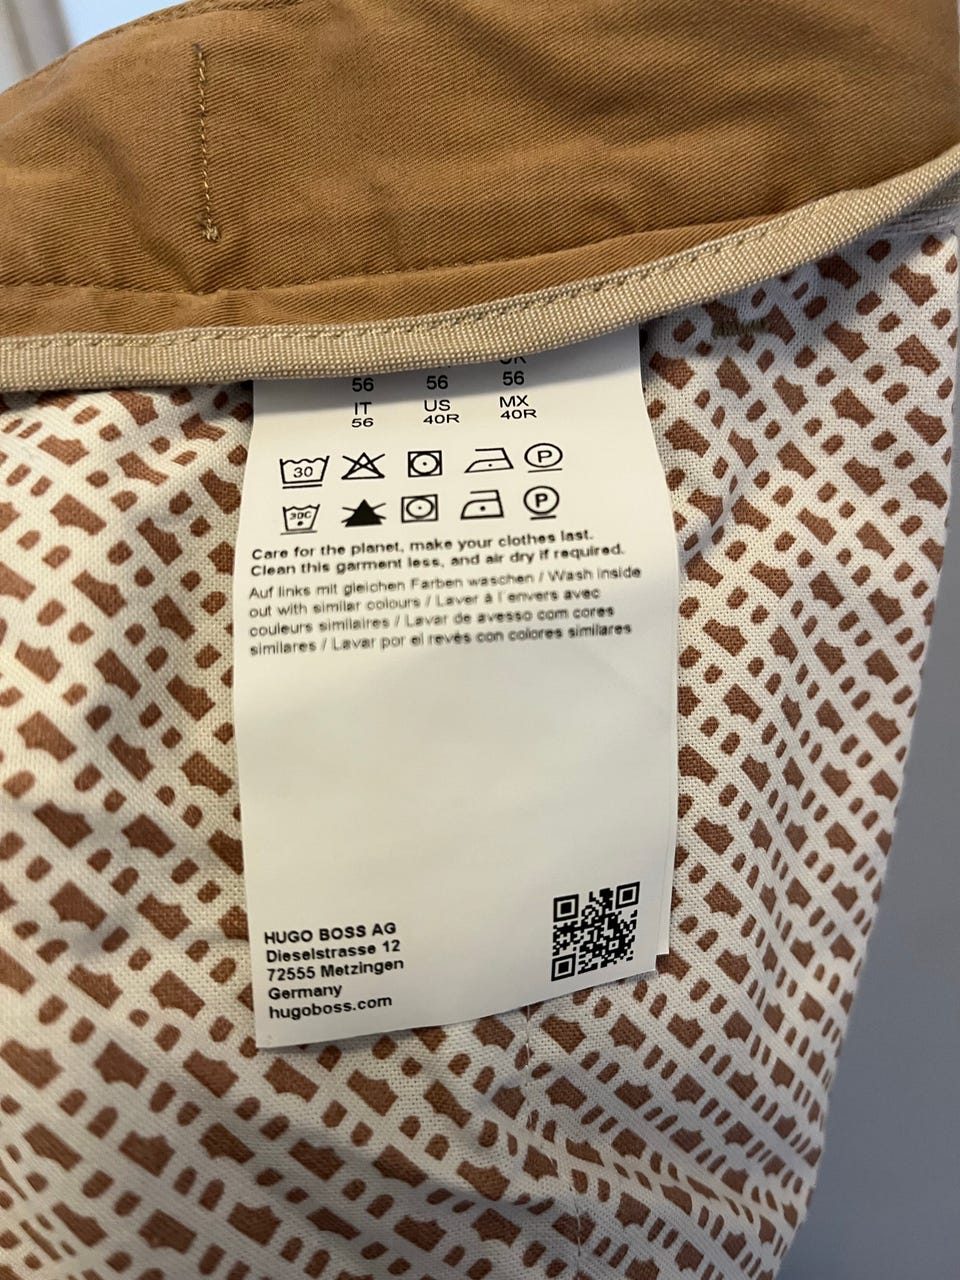 56 56 56
IT US MX
56 40R 40R
30 P
30C P
Care for the planet, make your clothes last.
Clean this garment less, and air dry if required.
Auf links mit gleichen Farben waschen / Wash inside
out with similar colours / Laver à l'envers avec
couleurs similaires / Lavar de avesso com cores
similares / Lavar por el revés con colores similares
HUGO BOSS AG
Dieselstrasse 12
72555 Metzingen
Germany
hugoboss.com